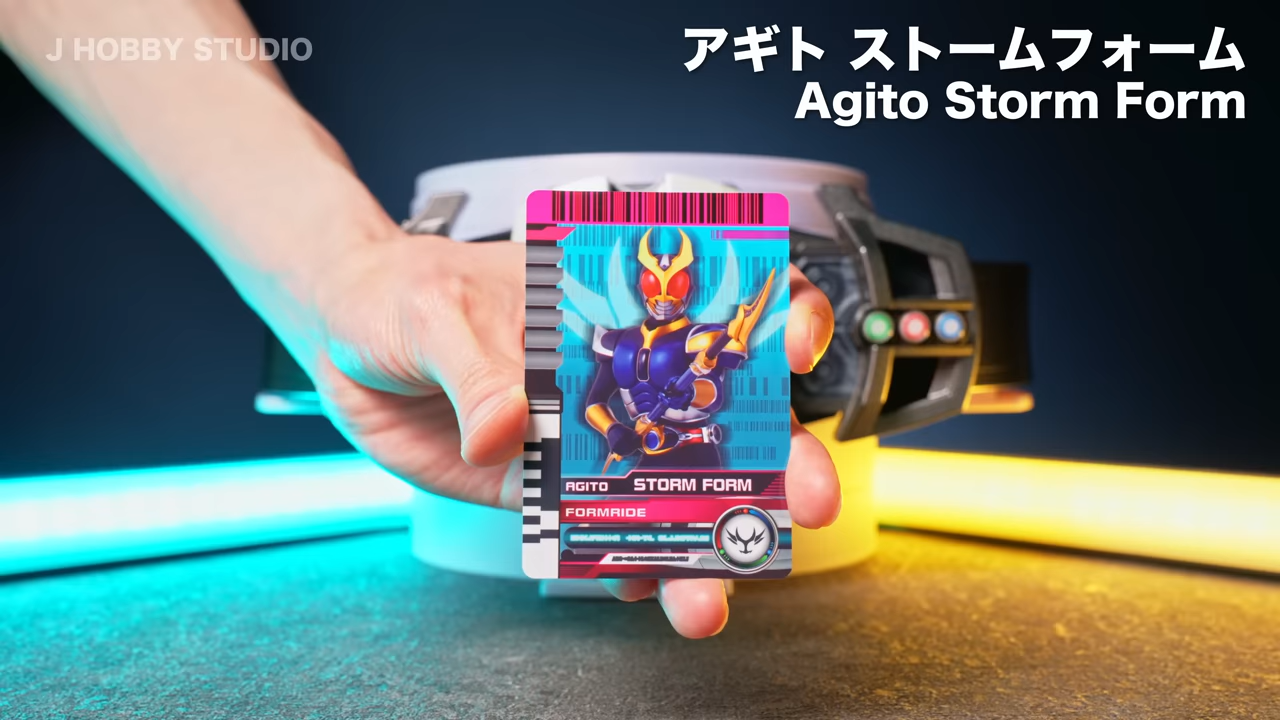 J HOBBY STUDIO
アギト ストームフォーム
Agito Storm Form
AGITO STORM FORM
FORMRIDE